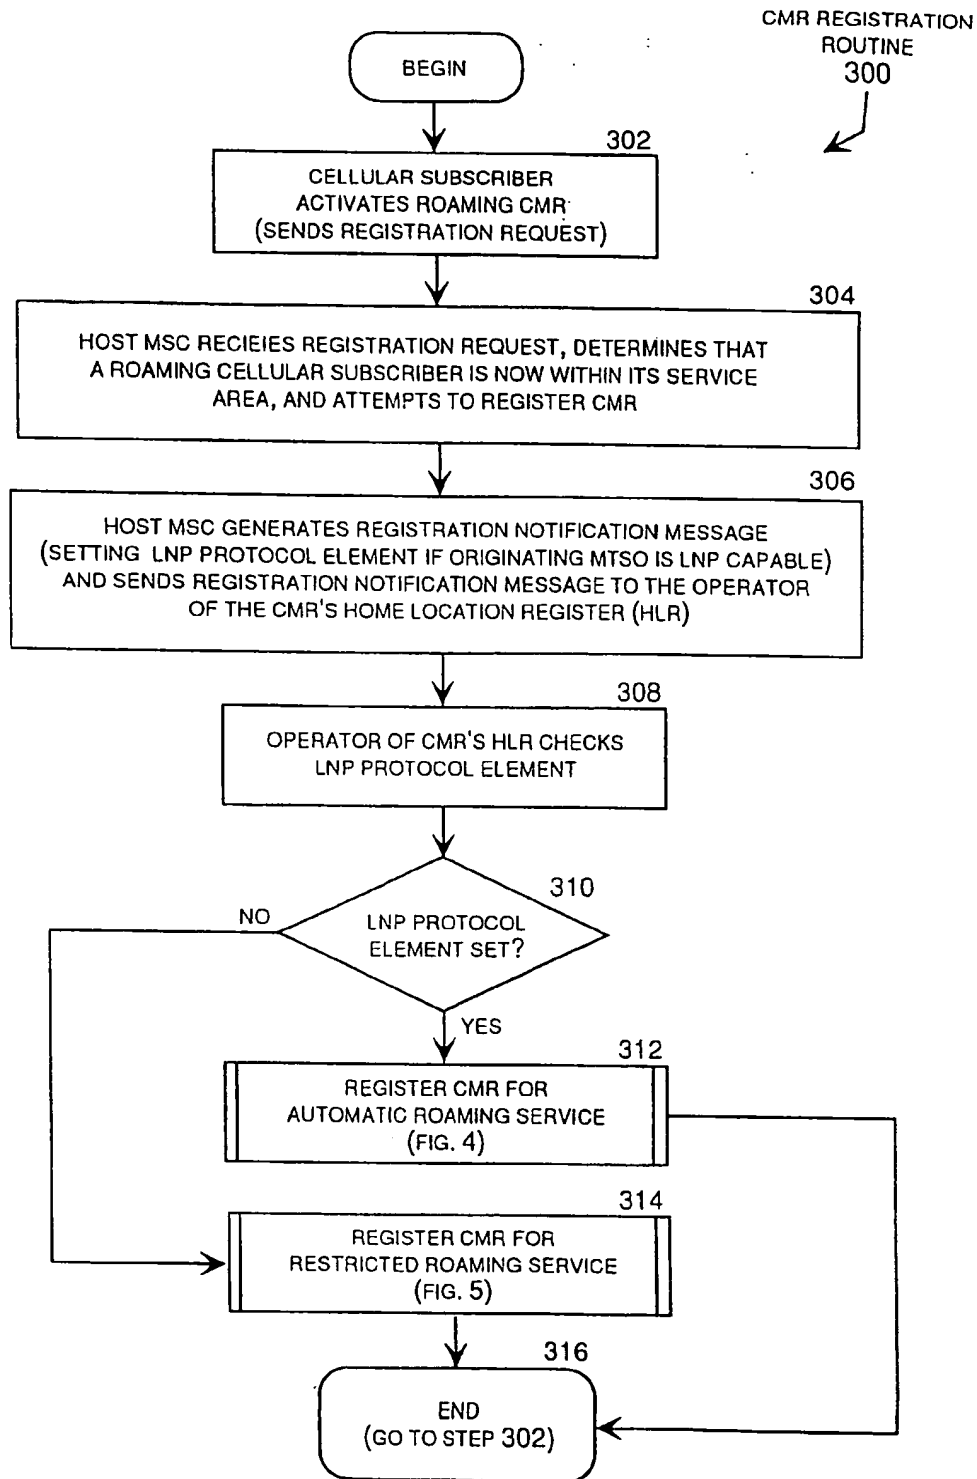 CMR REGISTRATION
ROUTINE
300
BEGIN
302
CELLULAR SUBSCRIBER
ACTIVATES ROAMING CMR
(SENDS REGISTRATION REQUEST)
304
HOST MSC RECIEIES REGISTRATION REQUEST, DETERMINES THAT
A ROAMING CELLULAR SUBSCRIBER IS NOW WITHIN ITS SERVICE
AREA, AND ATTEMPTS TO REGISTER CMR
306
HOST MSC GENERATES REGISTRATION NOTIFICATION MESSAGE
(SETTING LNP PROTOCOL ELEMENT IF ORIGINATING MTSO IS LNP CAPABLE)
AND SENDS REGISTRATION NOTIFICATION MESSAGE TO THE OPERATOR
OF THE CMR'S HOME LOCATION REGISTER (HLR)
308
OPERATOR OF CMR'S HLR CHECKS
LNP PROTOCOL ELEMENT
310
LNP PROTOCOL
ELEMENT SET?
NO
YES
312
REGISTER CMR FOR
AUTOMATIC ROAMING SERVICE
(FIG. 4)
314
REGISTER CMR FOR
RESTRICTED ROAMING SERVICE
(FIG. 5)
316
END
(GO TO STEP 302)